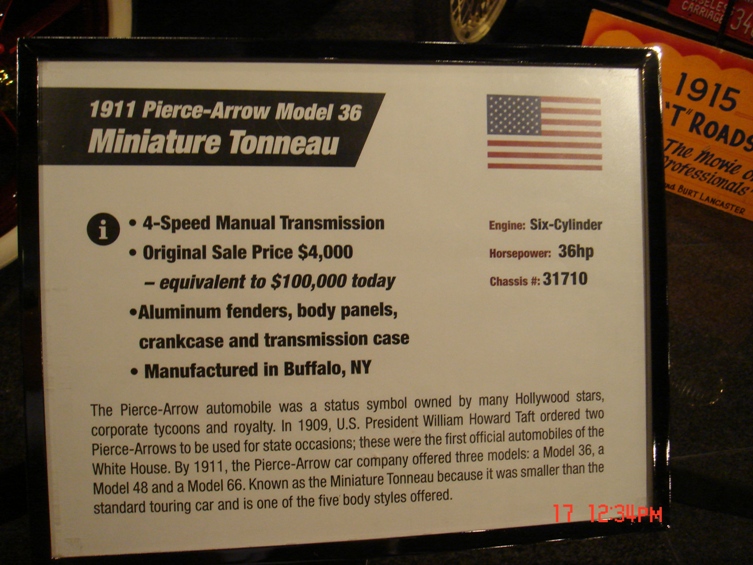 1911 Pierce-Arrow Model 36
Miniature Tonneau
• 4-Speed Manual Transmission
• Original Sale Price $4,000
– equivalent to $100,000 today
•Aluminum fenders, body panels,
crankcase and transmission case
• Manufactured in Buffalo, NY
Engine: Six-Cylinder
Horsepower: 36hp
Chassis #: 31710
The Pierce-Arrow automobile was a status symbol owned by many Hollywood stars,
corporate tycoons and royalty. In 1909, U.S. President William Howard Taft ordered two
Pierce-Arrows to be used for state occasions; these were the first official automobiles of the
White House. By 1911, the Pierce-Arrow car company offered three models: a Model 36, a
Model 48 and a Model 66. Known as the Miniature Tonneau because it was smaller than the
standard touring car and is one of the five body styles offered.
CARRIAGE
1915
"T" ROADS
The Movie
Professionals"
BURT LANCASTER
17 12:34PM